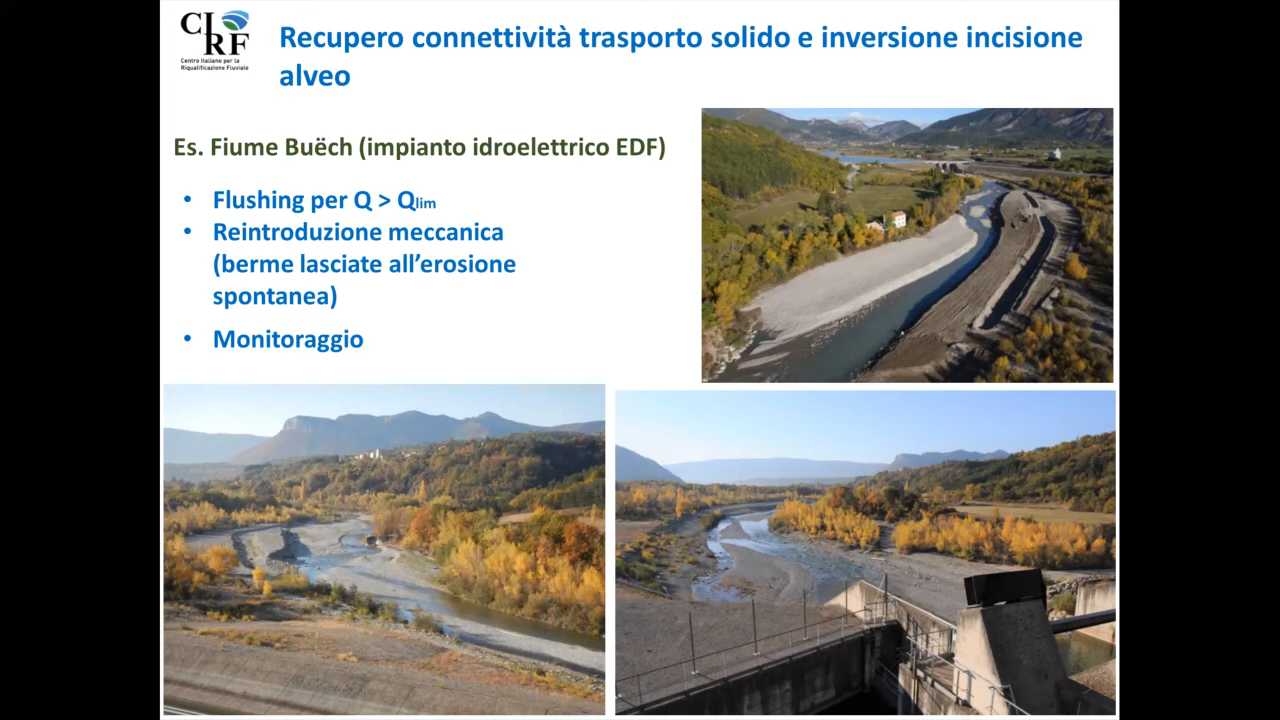 CIRF
Centro Italiano per la
Riqualificazione Fluviale
Recupero connettività trasporto solido e inversione incisione
alveo
Es. Fiume Buëch (impianto idroelettrico EDF)
• Flushing per Q > Qlim
• Reintroduzione meccanica
(berme lasciate all’erosione
spontanea)
• Monitoraggio